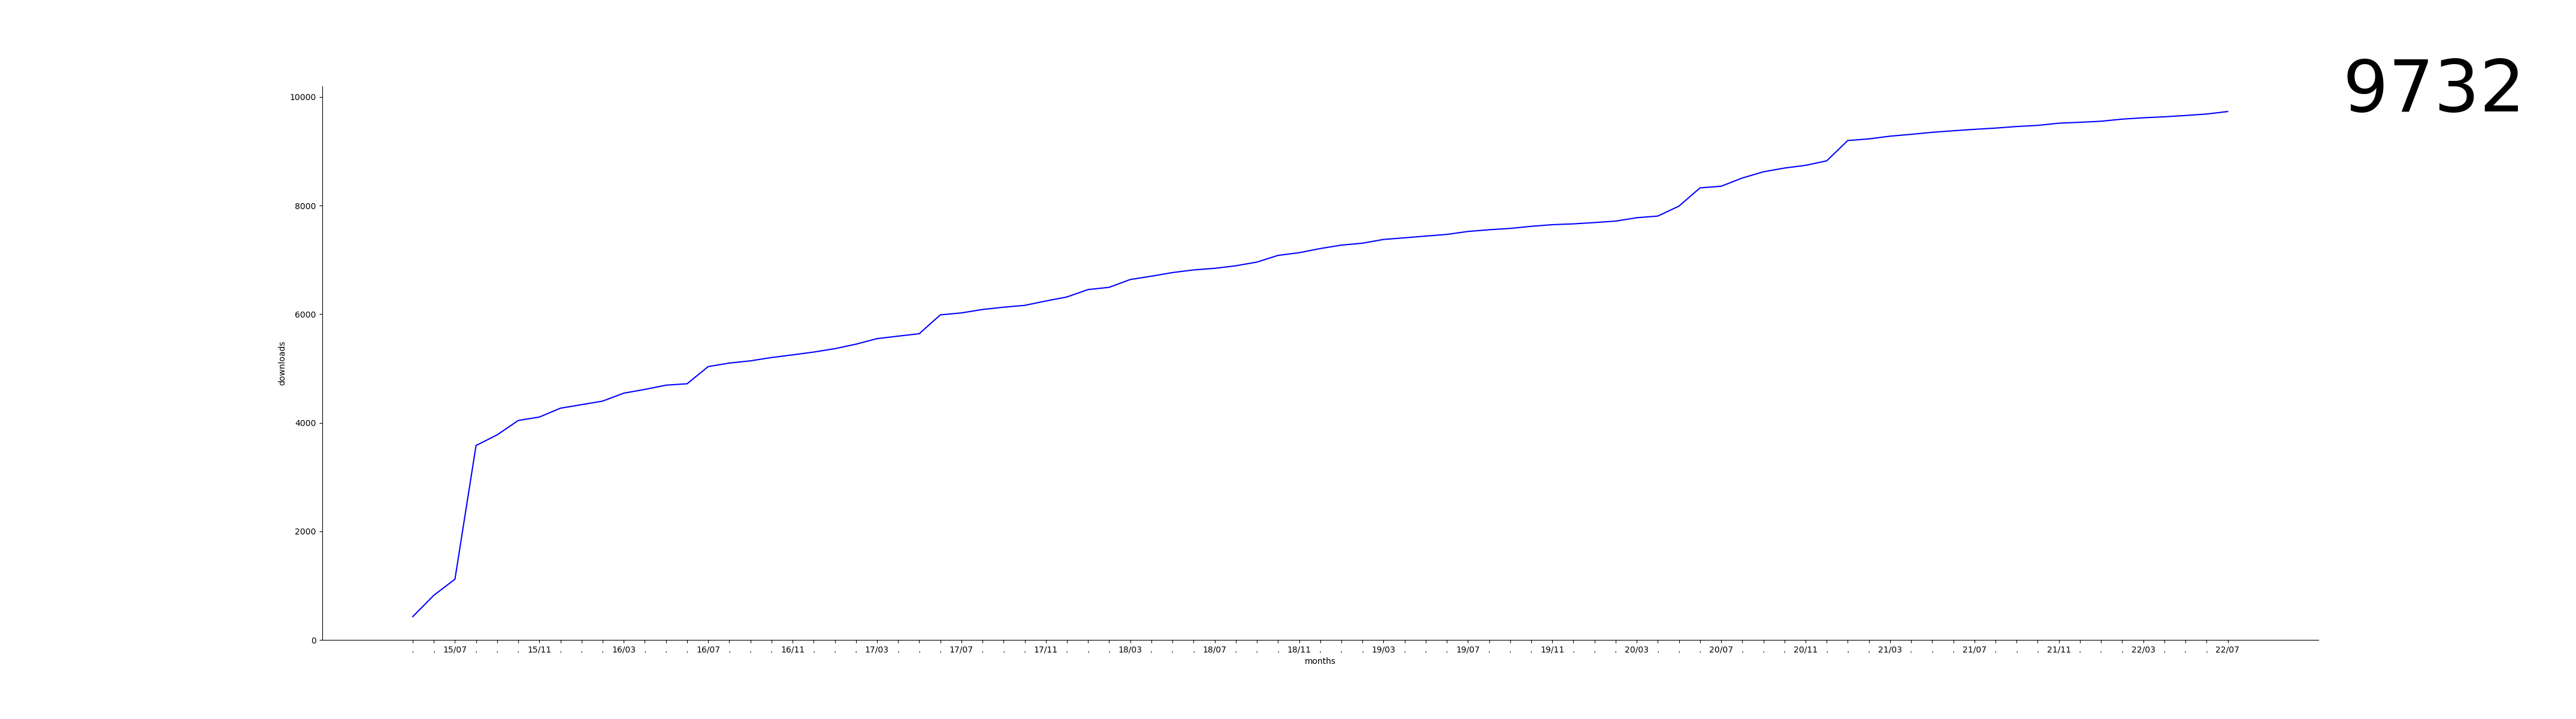 9732
10000
8000
6000
4000
2000
0
downloads
. . 15/07 . . . 15/11 . . . 16/03 . . . 16/07 . . . 16/11 . . . 17/03 . . . 17/07 . . . 17/11 . . . 18/03 . . . 18/07 . . . 18/11 . . . 19/03 . . . 19/07 . . . 19/11 . . . 20/03 . . . 20/07 . . . 20/11 . . . 21/03 . . . 21/07 . . . 21/11 . . . 22/03 . . . 22/07
months